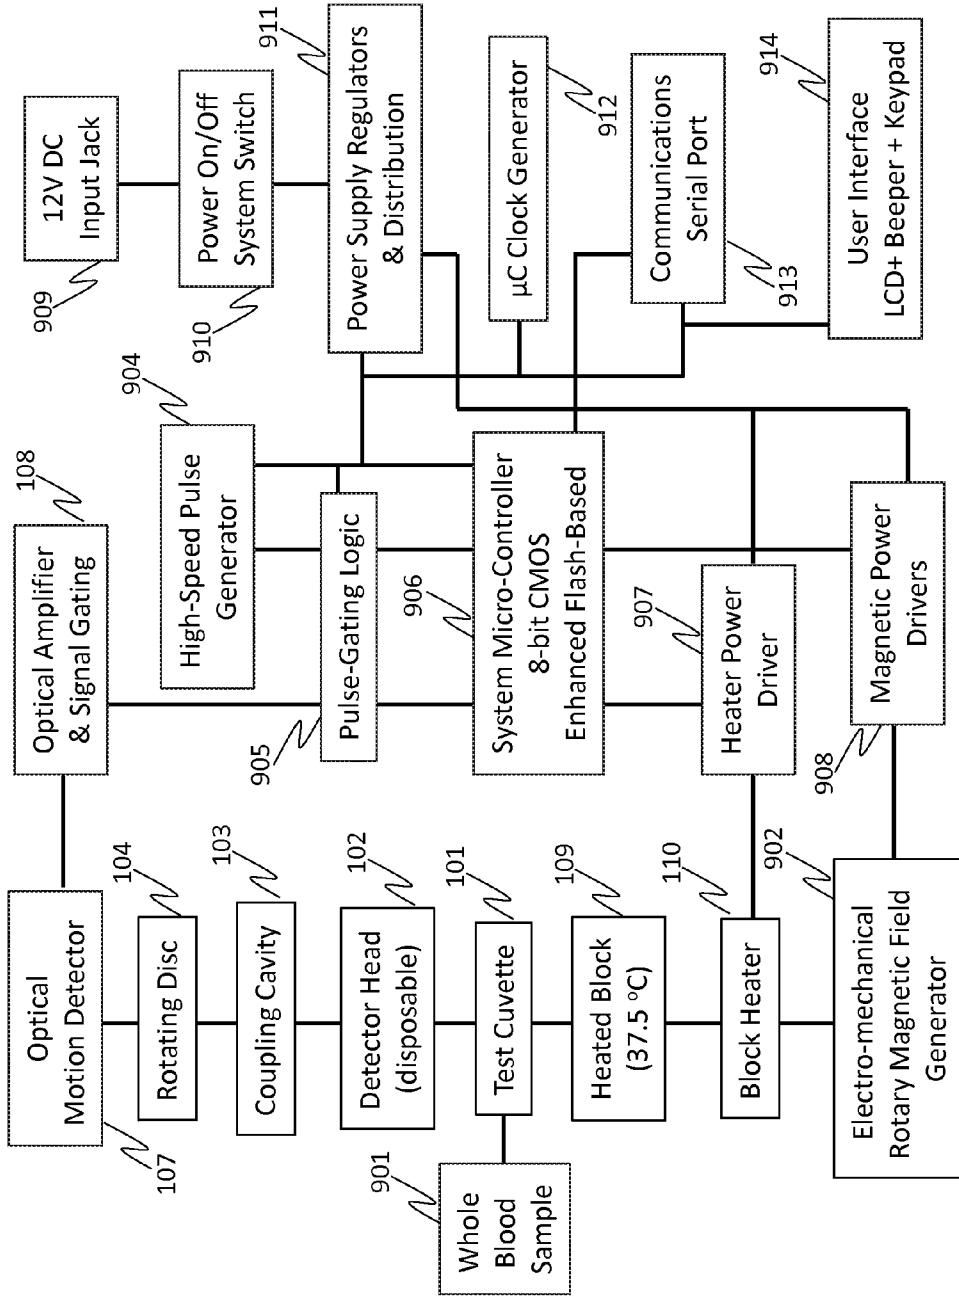 Optical
Motion Detector
107
Rotating Disc
104
Coupling Cavity
103
Detector Head
(disposable)
102
Test Cuvette
101
Whole
Blood
Sample
901
Heated Block
(37.5 ºC)
109
Block Heater
110
Electro-mechanical
Rotary Magnetic Field
Generator
902
Optical Amplifier
& Signal Gating
108
High-Speed Pulse
Generator
904
Pulse-Gating Logic
905
System Micro-Controller
8-bit CMOS
Enhanced Flash-Based
906
Heater Power
Driver
907
Magnetic Power
Drivers
908
12V DC
Input Jack
909
Power On/Off
System Switch
910
Power Supply Regulators
& Distribution
911
µC Clock Generator
912
Communications
Serial Port
913
User Interface
LCD+ Beeper + Keypad
914